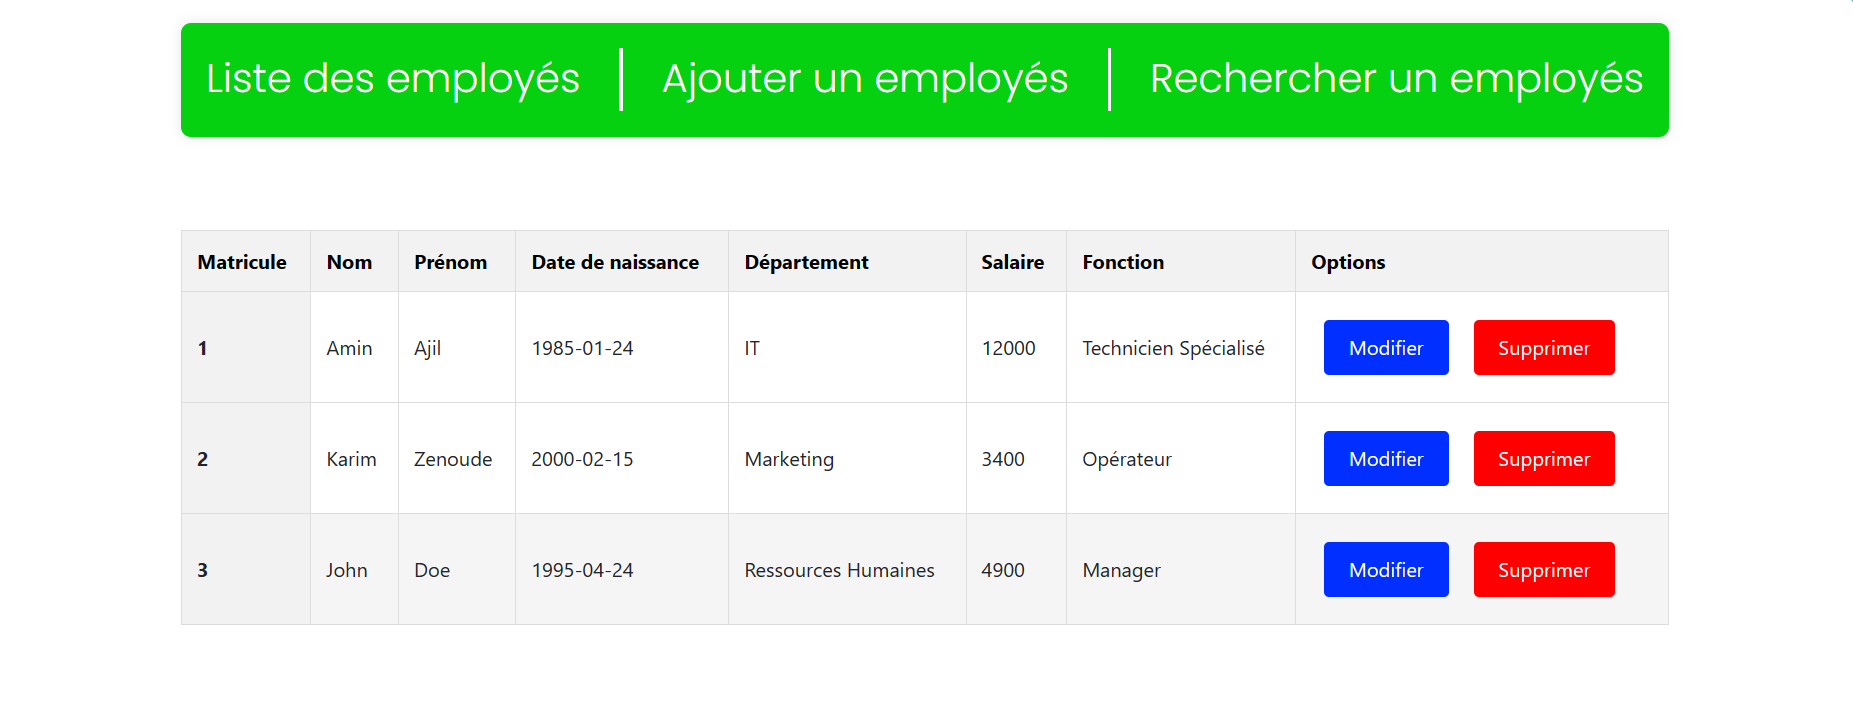 Liste des employés Ajouter un employés Rechercher un employés
Matricule Nom Prénom Date de naissance Département Salaire Fonction Options
1 Amin Ajil 1985-01-24 IT 12000 Technicien Spécialisé Modifier Supprimer
2 Karim Zenoude 2000-02-15 Marketing 3400 Opérateur Modifier Supprimer
3 John Doe 1995-04-24 Ressources Humaines 4900 Manager Modifier Supprimer